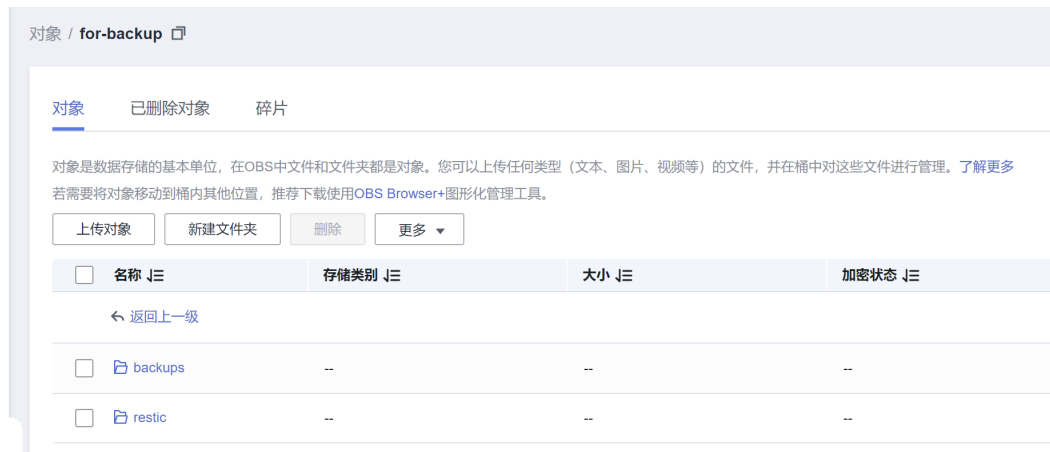 对象 / for-backup
对象 已删除对象 碎片
对象是数据存储的基本单位，在OBS中文件和文件夹都是对象。您可以上传任何类型（文本、图片、视频等）的文件，并在桶中对这些文件进行管理。了解更多
若需要将对象移动到桶内其他位置，推荐下载使用OBS Browser+图形化管理工具。
上传对象 新建文件夹 删除 更多
名称 存储类别 大小 加密状态
返回上一级
backups -- -- --
restic -- -- --